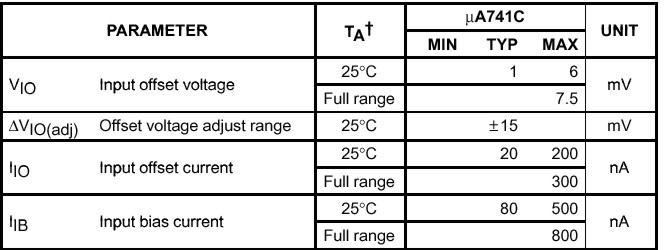 PARAMETER TA† μA741C UNIT
MIN TYP MAX
VIO Input offset voltage 25°C 1 6 mV
Full range 7.5
ΔVIO(adj) Offset voltage adjust range 25°C ±15 mV
IIO Input offset current 25°C 20 200 nA
Full range 300
IIB Input bias current 25°C 80 500 nA
Full range 800